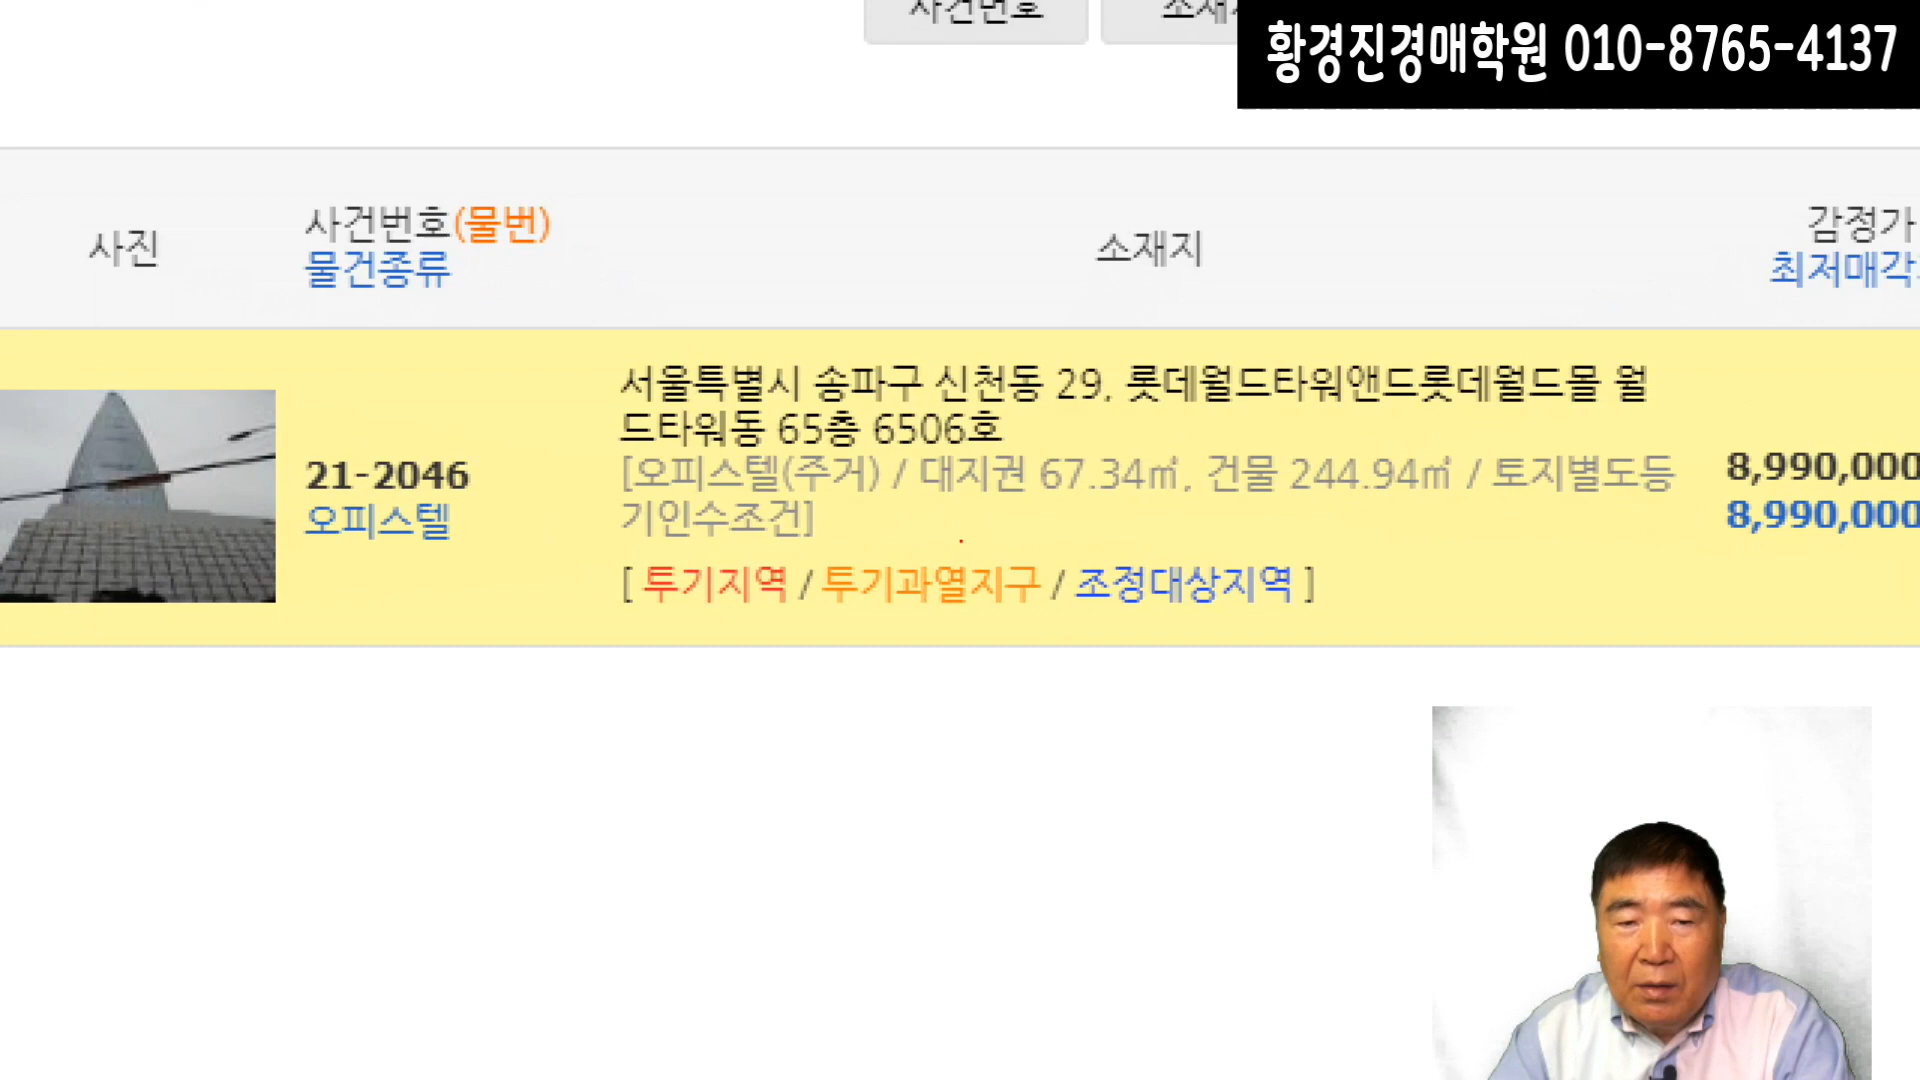 사건번호
황경진경매학원 010-8765-4137
사진
사건번호(물번)
물건종류
소재지
감정가
최저매각
서울특별시 송파구 신천동 29, 롯데월드타워앤드롯데월드몰 월
드타워동 65층 6506호
[오피스텔(주거) / 대지권 67.34㎡, 건물 244.94㎡ / 토지별도등
기인수조건]
[ 투기지역 / 투기과열지구 / 조정대상지역 ]
21-2046
오피스텔
8,990,000
8,990,000